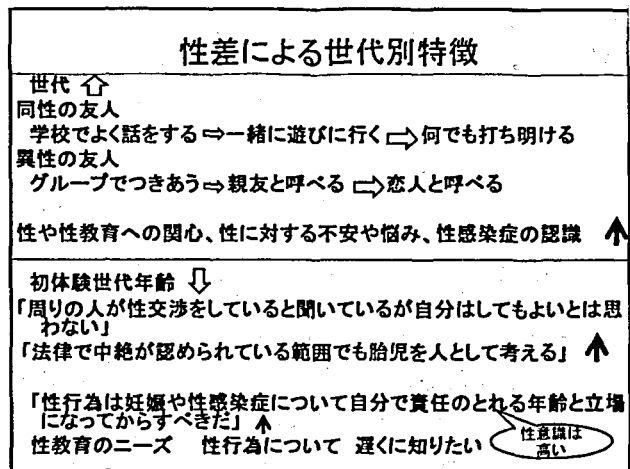 性差による世代別特徴
世代 ⇧
同性の友人
学校でよく話をする ⇨一緒に遊びに行く ⇨何でも打ち明ける
異性の友人
グループでつきあう⇨親友と呼べる ⇨恋人と呼べる
性や性教育への関心、性に対する不安や悩み、性感染症の認識 ↑
初体験世代年齢 ⇩
「周りの人が性交渉をしていると聞いているが自分はしてもよいとは思
わない」
「法律で中絶が認められている範囲でも胎児を人として考える」 ↑
「性行為は妊娠や性感染症について自分で責任のとれる年齢と立場
になってからすべきだ」 ↑
性教育のニーズ 性行為について 遅くに知りたい
性意識は
高い